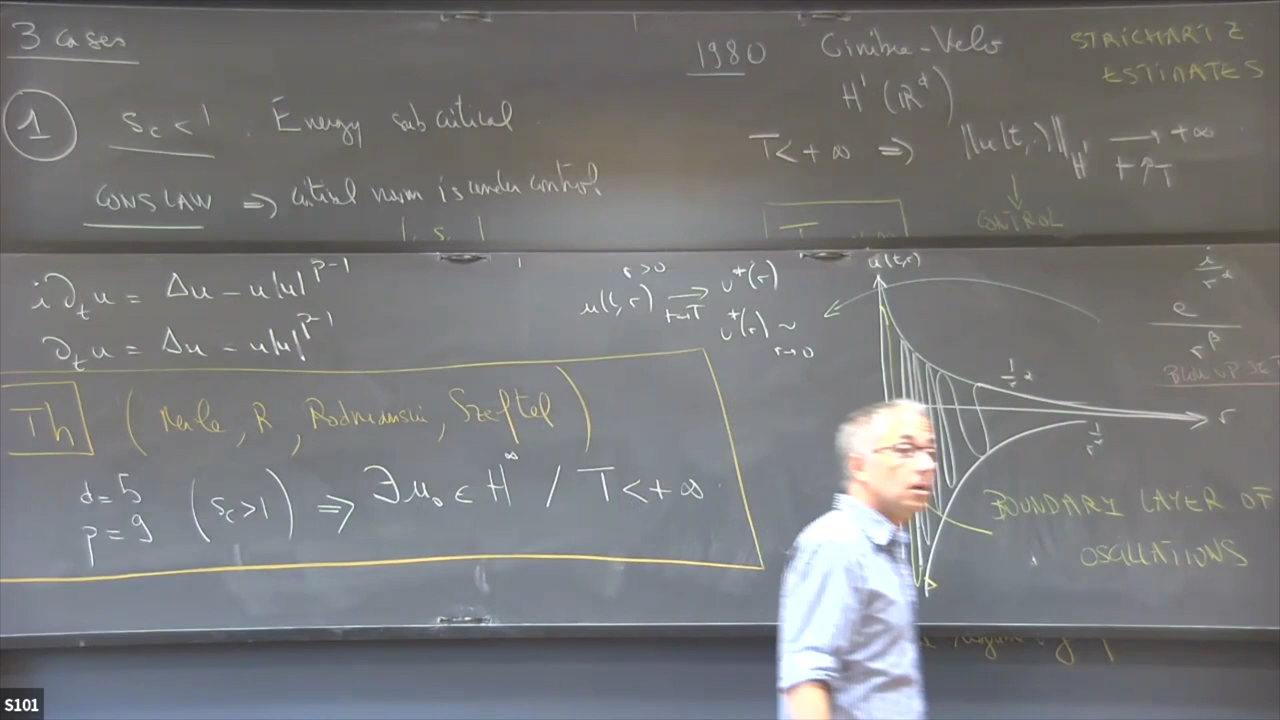 3 cases
① s_c < 1 . Energy subcritical
CONS LAW ⇒ critical norm is under control.
1980 Ginibre-Velo
H¹(ℝᵈ)
T < +∞ ⇒ ||u(t,·)||_{H¹} → +∞
t↑T
↓
CONTROL
STRICHARTZ
ESTIMATES
i∂_t u = Δu - u|u|^{p-1}
∂_t u = Δu - u|u|^{p-1}
r>0
u(t,r) → u*(r)
t→T
u*(r) ~
r→0
Th (Merle, R, Rodnianski, Szeftel)
d=5
p=9 (s_c>1) ⇒ ∃u₀ ∈ H^∞ / T<+∞
u(t,r)
r
e^{i/r^α}
/ r^β
BLOW UP SET
BOUNDARY LAYER OF
OSCILLATIONS
S101